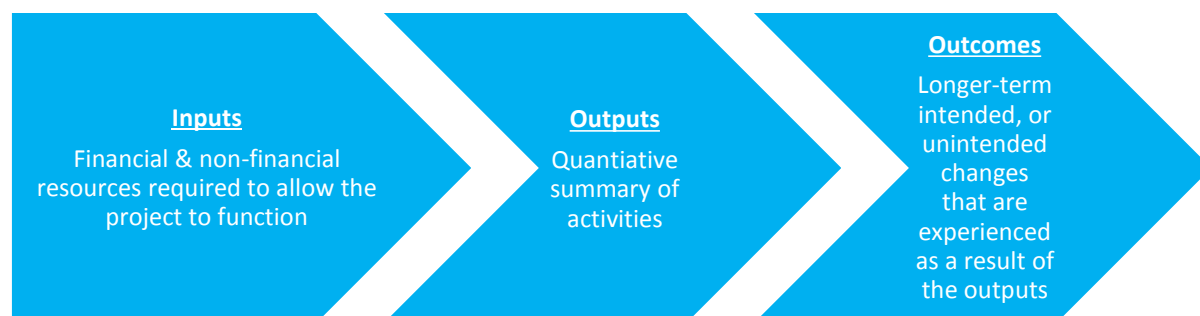 Inputs
Financial & non-financial
resources required to allow the
project to function
Outputs
Quantiative
summary of
activities
Outcomes
Longer-term
intended, or
unintended
changes
that are
experienced
as a result of
the outputs